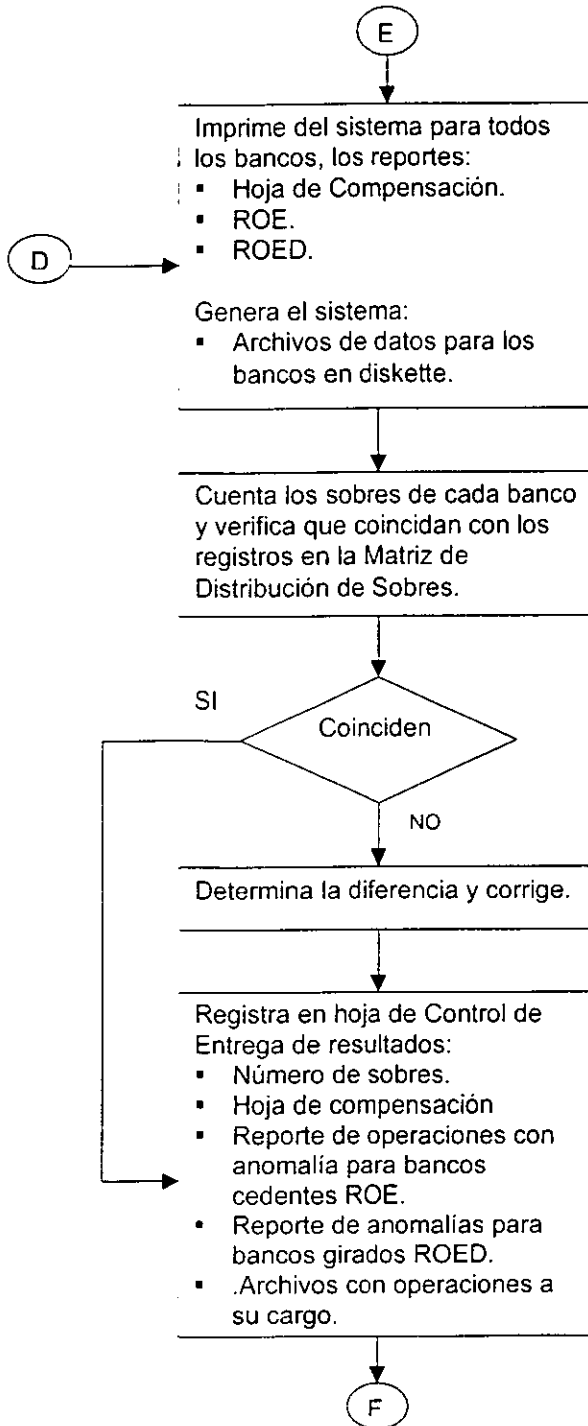 E
Imprime del sistema para todos
los bancos, los reportes:
▪ Hoja de Compensación.
▪ ROE.
▪ ROED.
D
Genera el sistema:
▪ Archivos de datos para los
bancos en diskette.
Cuenta los sobres de cada banco
y verifica que coincidan con los
registros en la Matriz de
Distribución de Sobres.
SI
Coinciden
NO
Determina la diferencia y corrige.
Registra en hoja de Control de
Entrega de resultados:
▪ Número de sobres.
▪ Hoja de compensación
▪ Reporte de operaciones con
anomalía para bancos
cedentes ROE.
▪ Reporte de anomalías para
bancos girados ROED.
▪ .Archivos con operaciones a
su cargo.
F